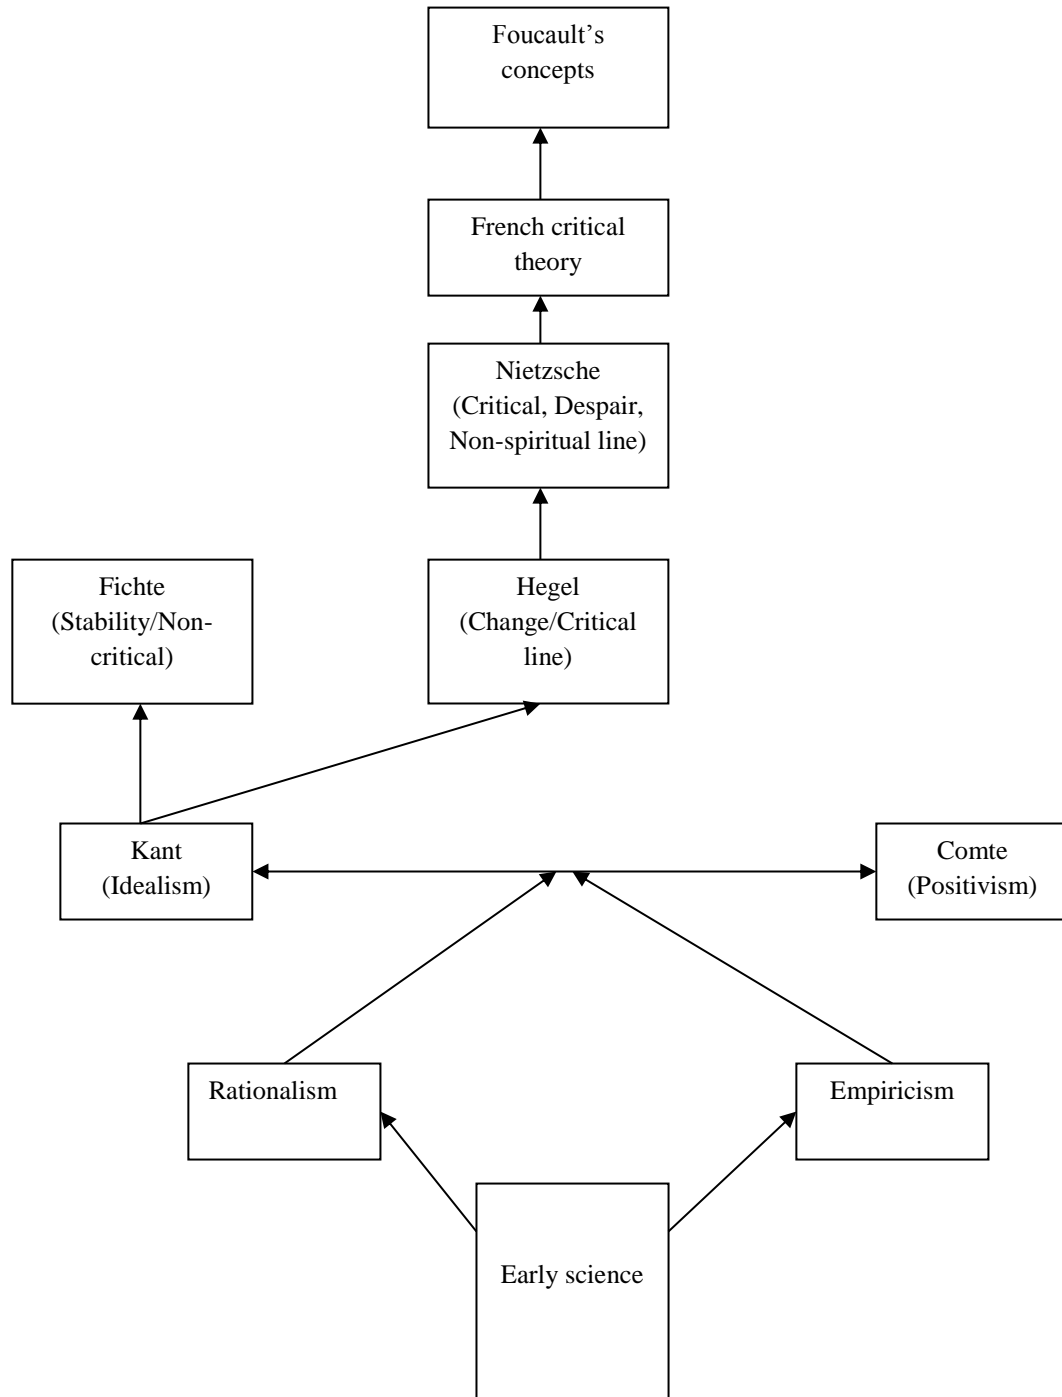 Foucault’s
concepts
French critical
theory
Nietzsche
(Critical, Despair,
Non-spiritual line)
Fichte
(Stability/Non-
critical)
Hegel
(Change/Critical
line)
Kant
(Idealism)
Comte
(Positivism)
Rationalism
Empiricism
Early science